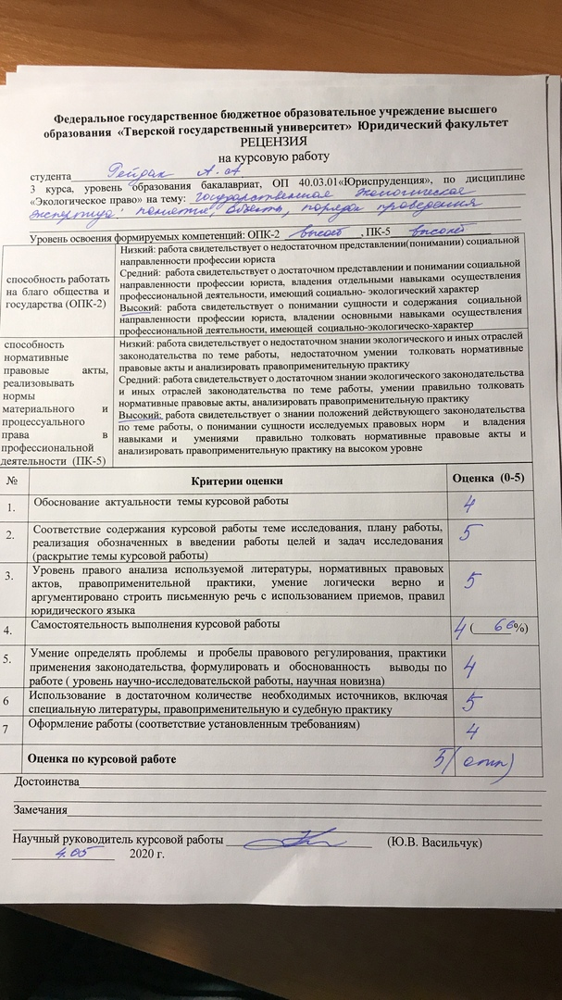 Федеральное государственное бюджетное образовательное учреждение высшего
образования «Тверской государственный университет» Юридический факультет
РЕЦЕНЗИЯ
на курсовую работу
студента Гейдак А.А
3 курса, уровень образования бакалавриат, ОП 40.03.01«Юриспруденция», по дисциплине
«Экологическое право» на тему: государственная экологическая
экспертиза: понятие, объекты, порядок проведения
Уровень освоения формируемых компетенций: ОПК-2 высок , ПК-5 высокий
способность работать
на благо общества и
государства (ОПК-2)
Низкий: работа свидетельствует о недостаточном представлении(понимании) социальной
направленности профессии юриста
Средний: работа свидетельствует о достаточном представлении и понимании социальной
направленности профессии юриста, владения отдельными навыками осуществления
профессиональной деятельности, имеющий социально- экологический характер
Высокий: работа свидетельствует о понимании сущности и содержания социальной
направленности профессии юриста, владении основными навыками осуществления
профессиональной деятельности, имеющей социально-экологическо-характер
способность
нормативные
правовые акты,
реализовывать
нормы
материального и
процессуального
права в
профессиональной
деятельности (ПК-5)
Низкий: работа свидетельствует о недостаточном знании экологического и иных отраслей
законодательства по теме работы, недостаточном умении толковать нормативные
правовые акты и анализировать правоприменительную практику
Средний: работа свидетельствует о достаточном знании экологического законодательства
и иных отраслей законодательства по теме работы, умении правильно толковать
нормативные правовые акты, анализировать правоприменительную практику
Высокий: работа свидетельствует о знании положений действующего законодательства
по теме работы, о понимании сущности исследуемых правовых норм и владения
навыками и умениями правильно толковать нормативные правовые акты и
анализировать правоприменительную практику на высоком уровне
№ Критерии оценки Оценка (0-5)
1. Обоснование актуальности темы курсовой работы 4
2. Соответствие содержания курсовой работы теме исследования, плану работы, 5
реализация обозначенных в введении работы целей и задач исследования
(раскрытие темы курсовой работы)
3. Уровень правого анализа используемой литературы, нормативных правовых
актов, правоприменительной практики, умение логически верно и 5
аргументировано строить письменную речь с использованием приемов, правил
юридического языка
4. Самостоятельность выполнения курсовой работы 4 (66%)
5. Умение определять проблемы и пробелы правового регулирования, практики
применения законодательства, формулировать и обоснованность выводы по 4
работе ( уровень научно-исследовательской работы, научная новизна)
6 Использование в достаточном количестве необходимых источников, включая 5
специальную литературы, правоприменительную и судебную практику
7 Оформление работы (соответствие установленным требованиям) 4
Оценка по курсовой работе 5(отл)
Достоинства
Замечания
Научный руководитель курсовой работы (Ю.В. Васильчук)
4.05 2020 г.